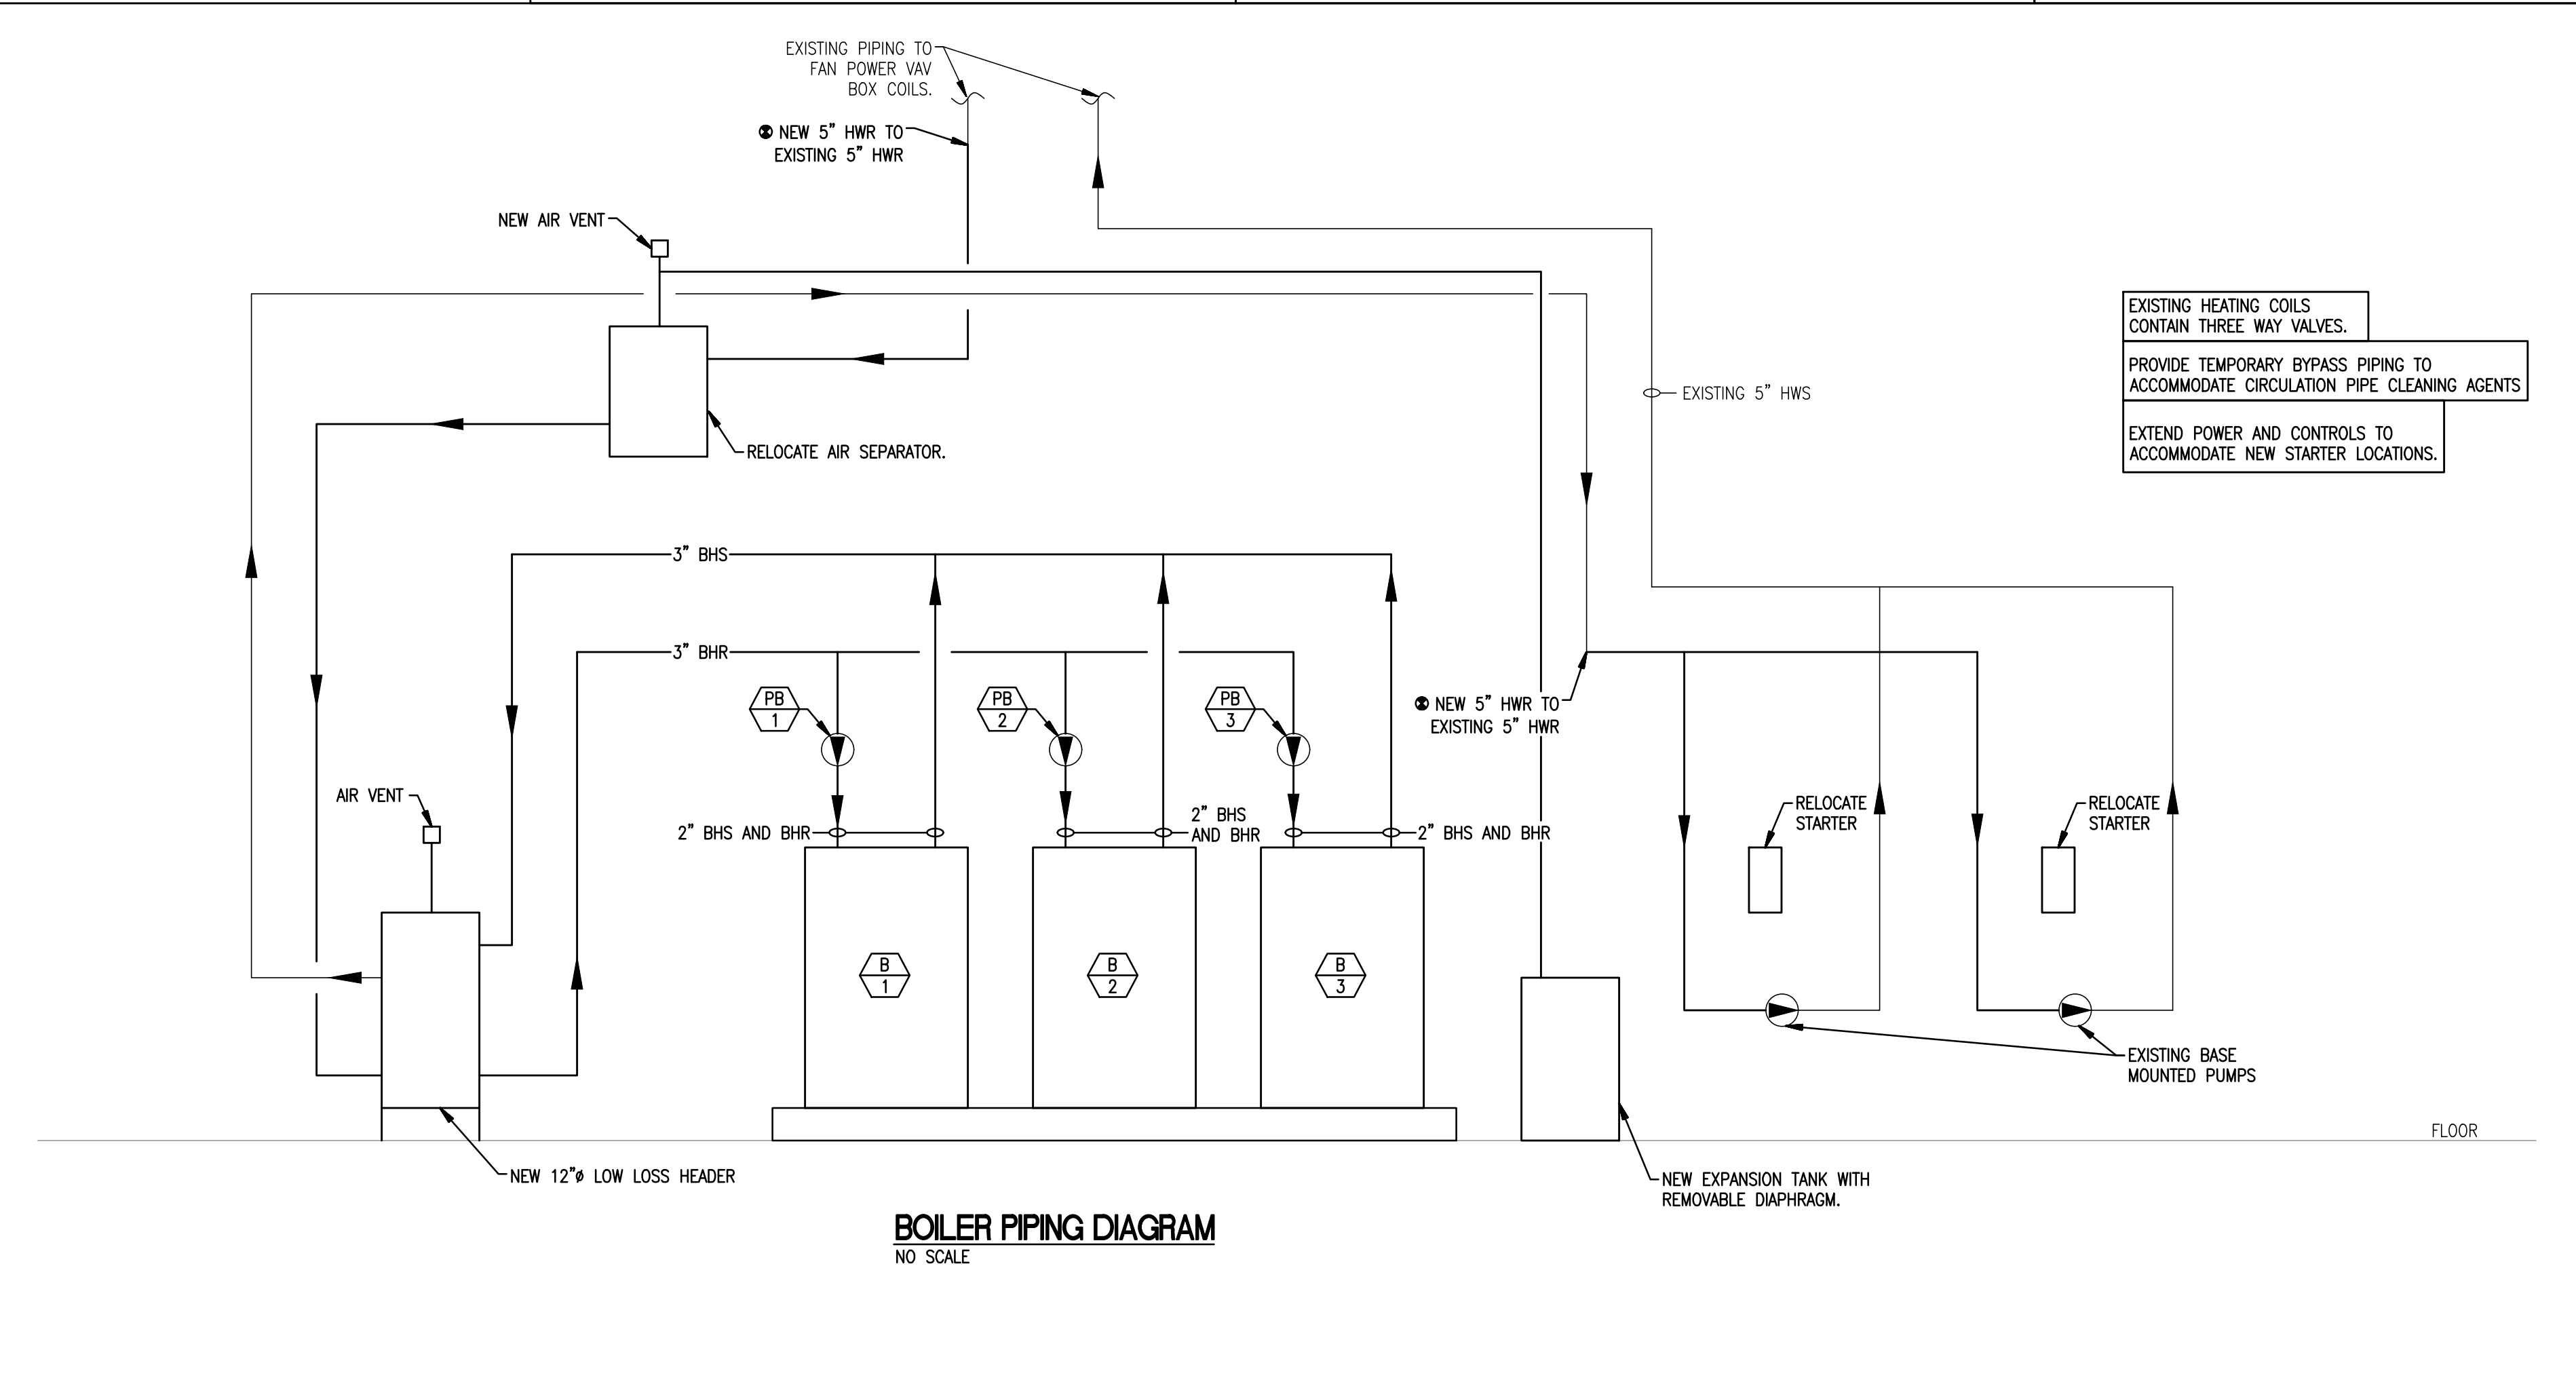 EXISTING PIPING TO
FAN POWER VAV
BOX COILS.
NEW 5" HWR TO
EXISTING 5" HWR
NEW AIR VENT
EXISTING HEATING COILS
CONTAIN THREE WAY VALVES.
PROVIDE TEMPORARY BYPASS PIPING TO
ACCOMMODATE CIRCULATION PIPE CLEANING AGENTS
EXTEND POWER AND CONTROLS TO
ACCOMMODATE NEW STARTER LOCATIONS.
EXISTING 5" HWS
RELOCATE AIR SEPARATOR.
3" BHS
3" BHR
PB
1
PB
2
PB
3
NEW 5" HWR TO
EXISTING 5" HWR
AIR VENT
2" BHS AND BHR
2" BHS
AND BHR
2" BHS AND BHR
RELOCATE
STARTER
RELOCATE
STARTER
B
1
B
2
B
3
EXISTING BASE
MOUNTED PUMPS
FLOOR
NEW 12"ø LOW LOSS HEADER
NEW EXPANSION TANK WITH
REMOVABLE DIAPHRAGM.
BOILER PIPING DIAGRAM
NO SCALE